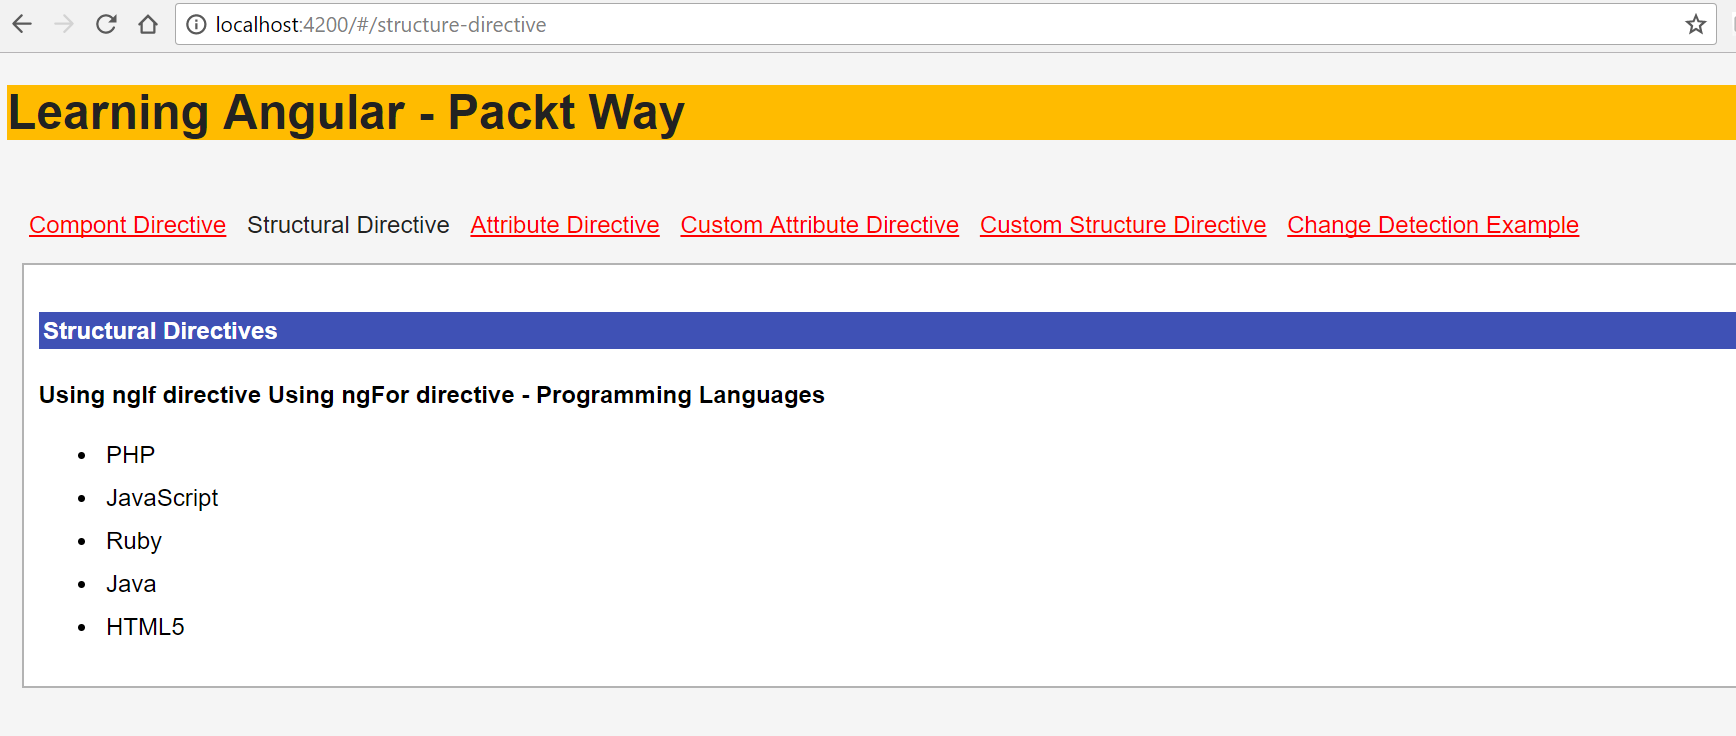 localhost:4200/#/structure-directive
Learning Angular - Packt Way
Compont Directive Structural Directive Attribute Directive Custom Attribute Directive Custom Structure Directive Change Detection Example
Structural Directives
Using ngIf directive Using ngFor directive - Programming Languages
PHP
JavaScript
Ruby
Java
HTML5